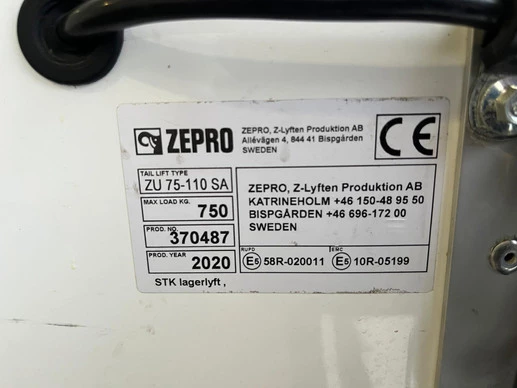 ZEPRO
ZEPRO, Z-Lyften Produktion AB
Allévägen 4, 844 41 Bispgården
SWEDEN
CE
TAIL LIFT TYPE
ZU 75-110 SA
MAX LOAD KG.
750
PROD. NO.
370487
PROD. YEAR
2020
STK lagerlyft ,
ZEPRO, Z-Lyften Produktion AB
KATRINEHOLM +46 150-48 95 50
BISPGÅRDEN +46 696-172 00
SWEDEN
RUPD
E5 58R-020011
EMC
E5 10R-05199